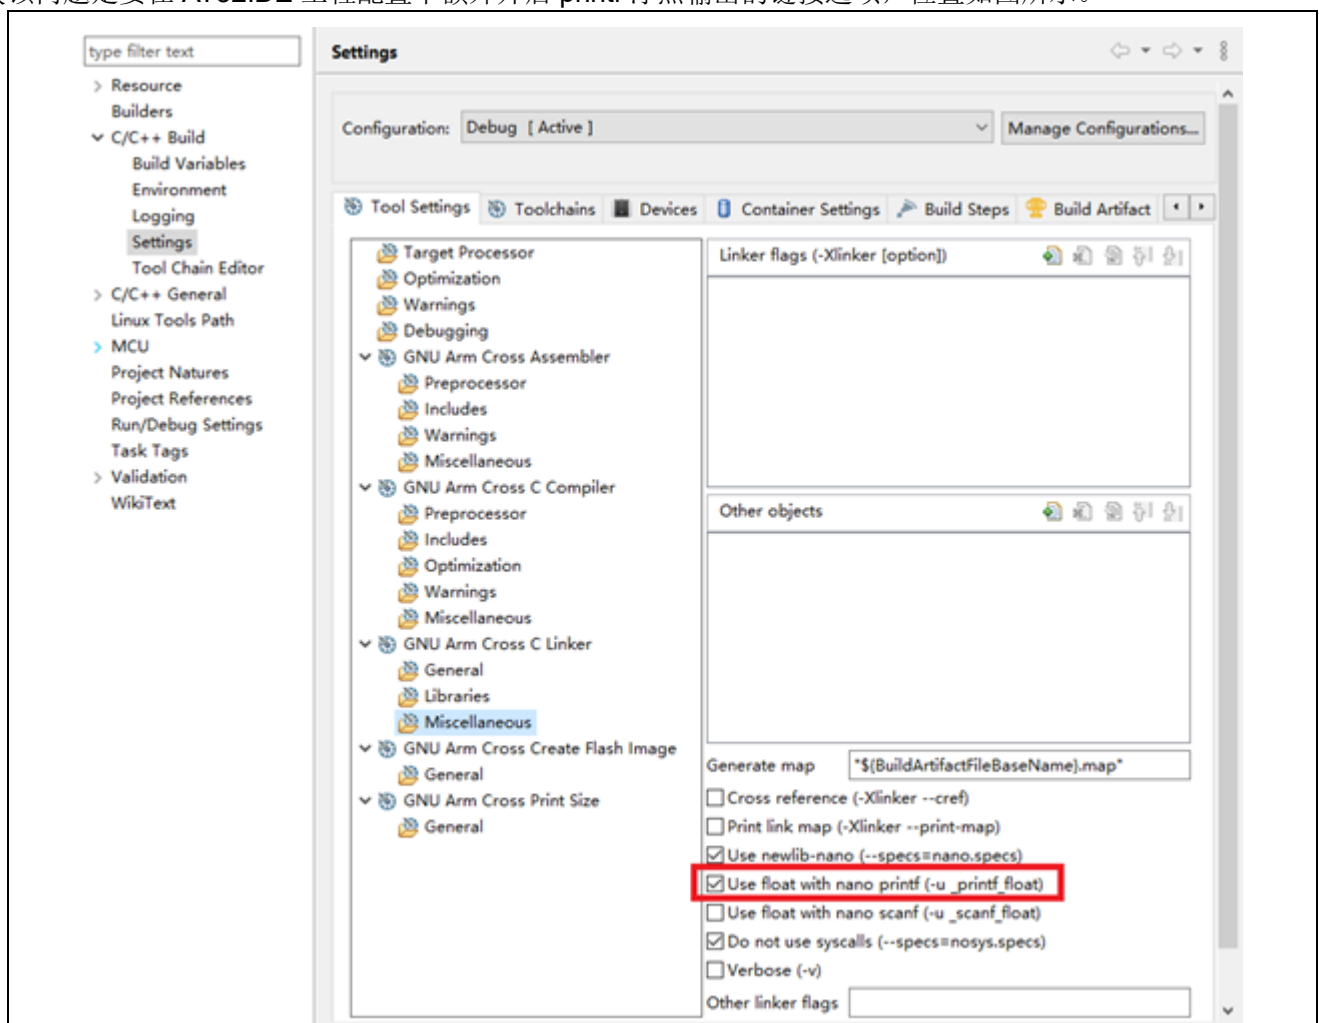 type filter text
Resource
Builders
C/C++ Build
Build Variables
Environment
Logging
Settings
Tool Chain Editor
C/C++ General
Linux Tools Path
MCU
Project Natures
Project References
Run/Debug Settings
Task Tags
Validation
WikiText
Settings
Configuration: Debug [ Active ] Manage Configurations...
Tool Settings Toolchains Devices Container Settings Build Steps Build Artifact
Target Processor
Optimization
Warnings
Debugging
GNU Arm Cross Assembler
Preprocessor
Includes
Warnings
Miscellaneous
GNU Arm Cross C Compiler
Preprocessor
Includes
Optimization
Warnings
Miscellaneous
GNU Arm Cross C Linker
General
Libraries
Miscellaneous
GNU Arm Cross Create Flash Image
General
GNU Arm Cross Print Size
General
Linker flags (-Xlinker [option])
Other objects
Generate map "${BuildArtifactFileBaseName}.map"
Cross reference (-Xlinker --cref)
Print link map (-Xlinker --print-map)
Use newlib-nano (--specs=nano.specs)
Use float with nano printf (-u _printf_float)
Use float with nano scanf (-u _scanf_float)
Do not use syscalls (--specs=nosys.specs)
Verbose (-v)
Other linker flags